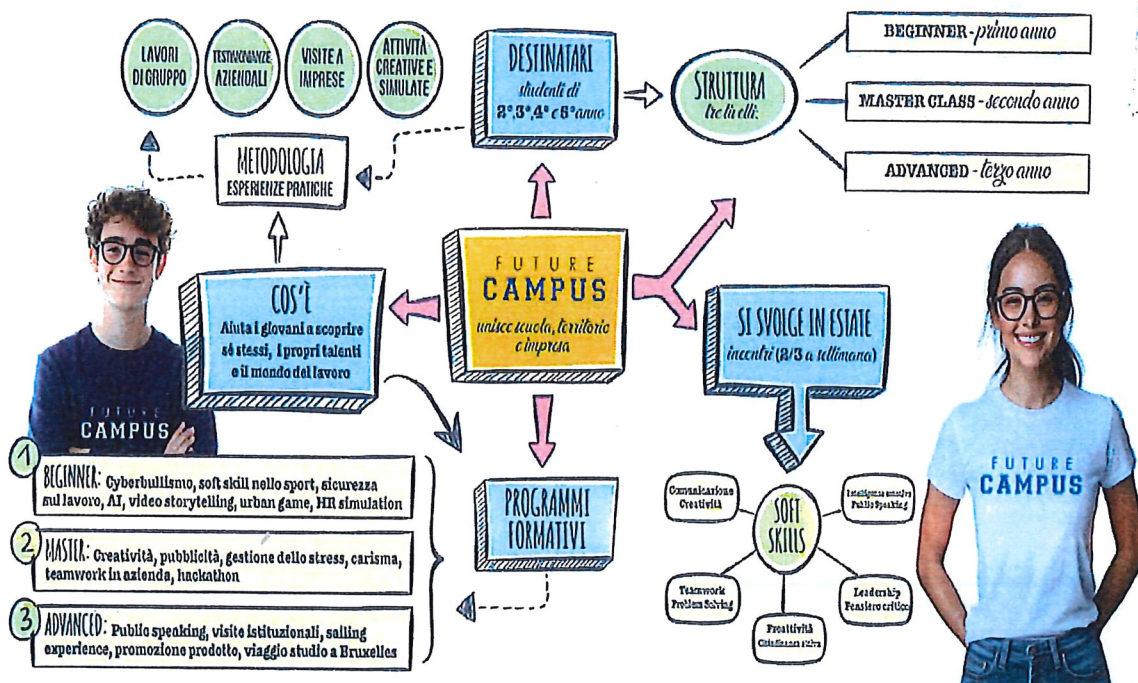 LAVORI
DI GRUPPO
TESTIMONIANZE
AZIENDALI
VISITE A
IMPRESE
ATTIVITÀ
CREATIVE E
SIMULATE
DESTINATARI
studenti di
2°,3°,4° e 5° anno
STRUTTURA
tre livelli:
BEGINNER - primo anno
MASTER CLASS - secondo anno
ADVANCED - terzo anno
METODOLOGIA
ESPERIENZE PRATICHE
COS'È
Aiuta i giovani a scoprire
sé stessi, i propri talenti
e il mondo del lavoro
FUTURE
CAMPUS
unisce scuola, territorio
e impresa
SI SVOLGE IN ESTATE
incontri (2/3 a settimana)
FUTURE
CAMPUS
FUTURE
CAMPUS
1
BEGINNER: Cyberbullismo, soft skill nello sport, sicurezza
sul lavoro, AI, video storytelling, urban game, HR simulation
2
MASTER: Creatività, pubblicità, gestione dello stress, carisma,
teamwork in azienda, hackathon
3
ADVANCED: Public speaking, visite istituzionali, sailing
experience, promozione prodotto, viaggio studio a Bruxelles
PROGRAMMI
FORMATIVI
SOFT
SKILLS
Comunicazione
Creatività
Intelligenza emotiva
Public Speaking
Teamwork
Problem Solving
Leadership
Pensiero critico
Proattività
Cittadinanza attiva